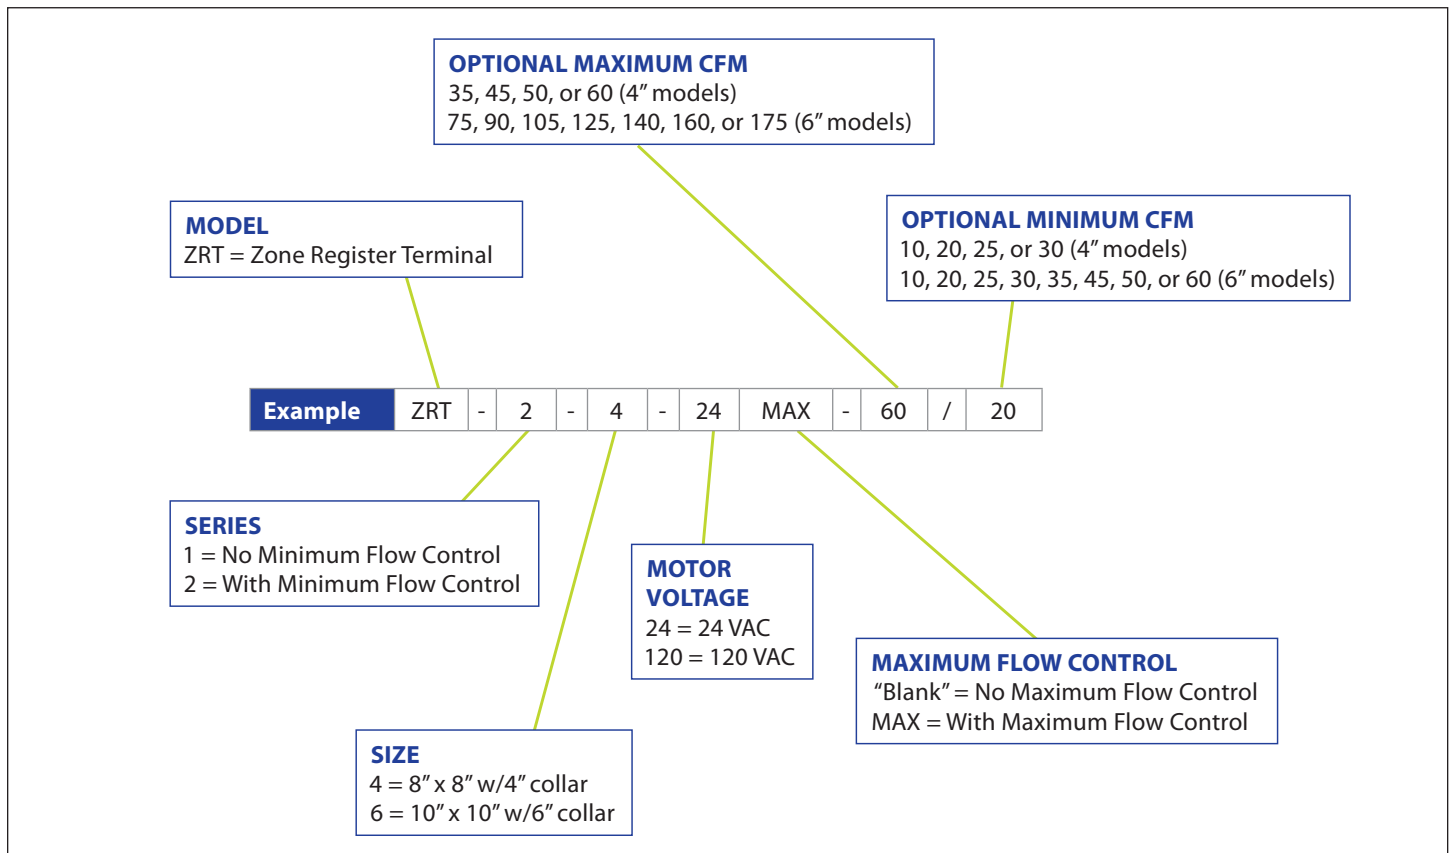 OPTIONAL MAXIMUM CFM
35, 45, 50, or 60 (4” models)
75, 90, 105, 125, 140, 160, or 175 (6” models)
MODEL
ZRT = Zone Register Terminal
OPTIONAL MINIMUM CFM
10, 20, 25, or 30 (4” models)
10, 20, 25, 30, 35, 45, 50, or 60 (6” models)
Example ZRT - 2 - 4 - 24 MAX - 60 / 20
SERIES
1 = No Minimum Flow Control
2 = With Minimum Flow Control
MOTOR
VOLTAGE
24 = 24 VAC
120 = 120 VAC
MAXIMUM FLOW CONTROL
“Blank” = No Maximum Flow Control
MAX = With Maximum Flow Control
SIZE
4 = 8” x 8” w/4” collar
6 = 10” x 10” w/6” collar